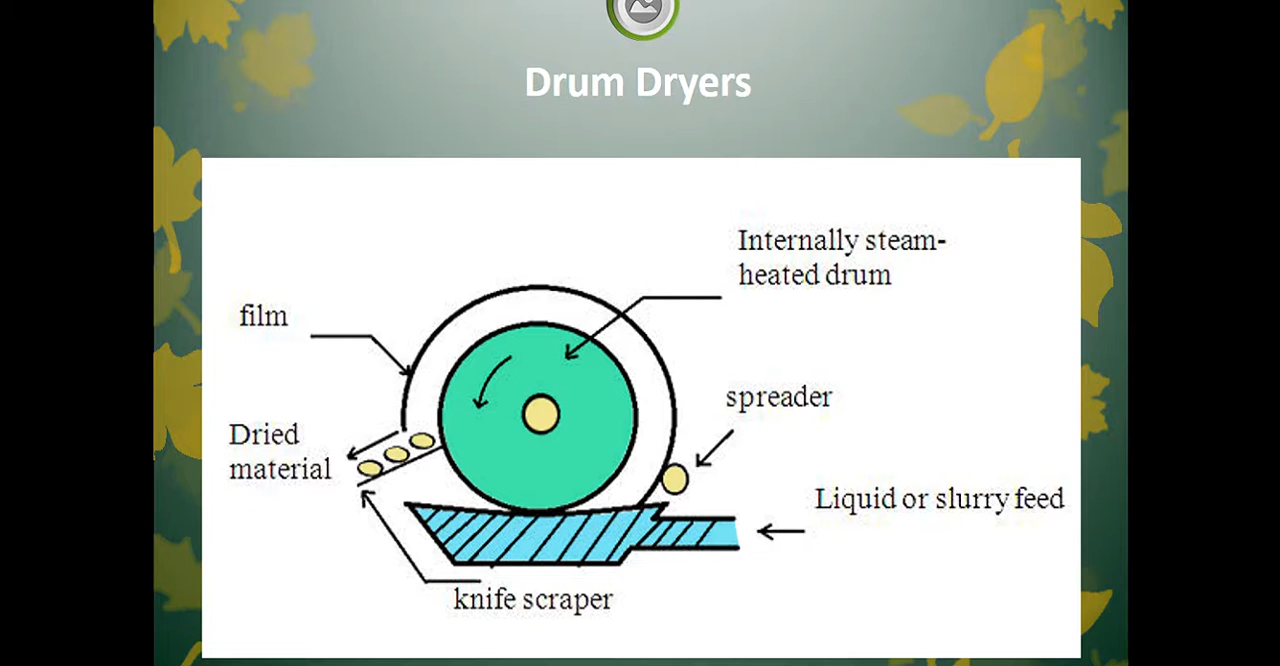 Drum Dryers
Internally steam-
heated drum
film
spreader
Dried
material
Liquid or slurry feed
knife scraper